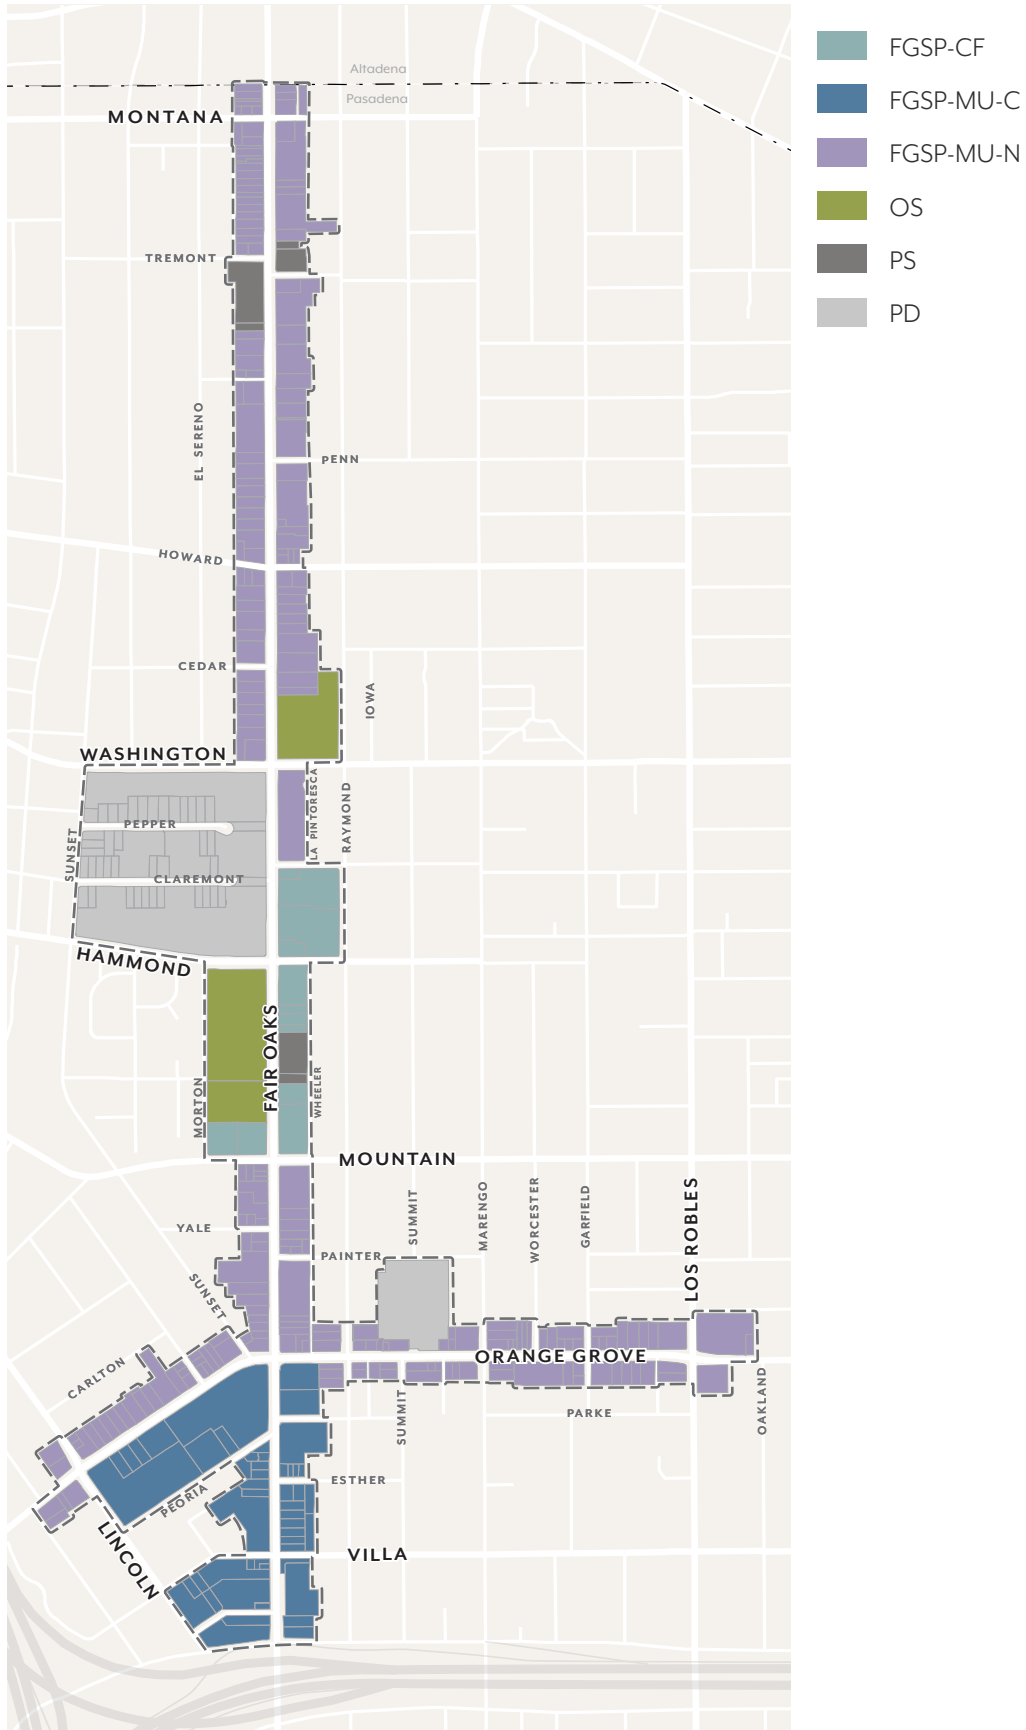 Altadena
Pasadena
MONTANA
TREMONT
EL SERENO
PENN
HOWARD
CEDAR
IOWA
WASHINGTON
LA PINTORESCA
RAYMOND
PEPPER
SUNSET
CLAREMONT
HAMMOND
FAIR OAKS
MORTON
WHEELER
MOUNTAIN
SUMMIT
MARENGO
WORCESTER
GARFIELD
LOS ROBLES
YALE
PAINTER
SUNSET
ORANGE GROVE
CARLTON
SUMMIT
PARKE
OAKLAND
PEORIA
ESTHER
LINCOLN
VILLA
FGSP-CF
FGSP-MU-C
FGSP-MU-N
OS
PS
PD